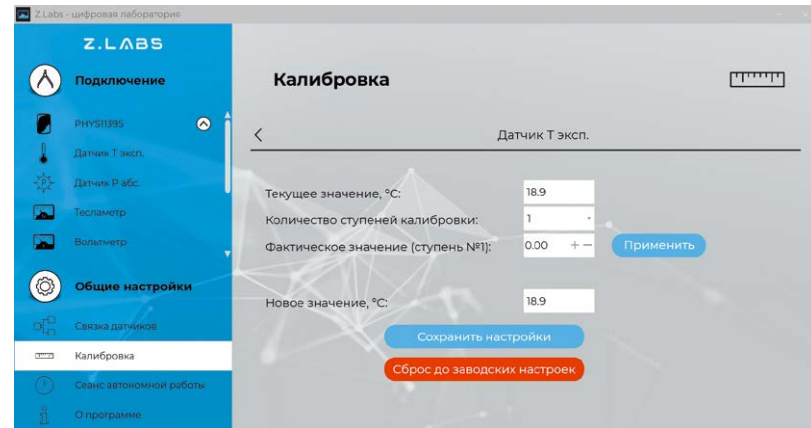 Z.Labs - цифровая лаборатория
Z.LABS
Подключение
PHYS11395
Датчик Т эксп.
Датчик P абс.
Тесламетр
Вольтметр
Общие настройки
Связка датчиков
Калибровка
Сеанс автономной работы
О программе
Калибровка
Датчик Т эксп.
Текущее значение, °C: 18.9
Количество ступеней калибровки: 1
Фактическое значение (ступень №1): 0.00 + − Применить
Новое значение, °C: 18.9
Сохранить настройки
Сброс до заводских настроек